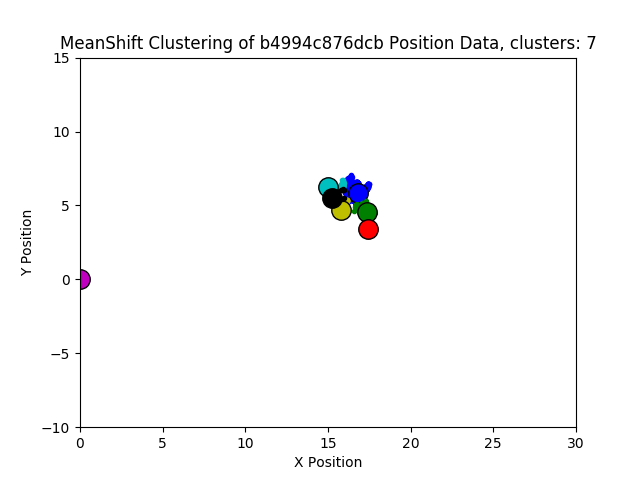 MeanShift Clustering of b4994c876dcb Position Data, clusters: 7
15
10
5
0
−5
−10
Y Position
0 5 10 15 20 25 30
X Position